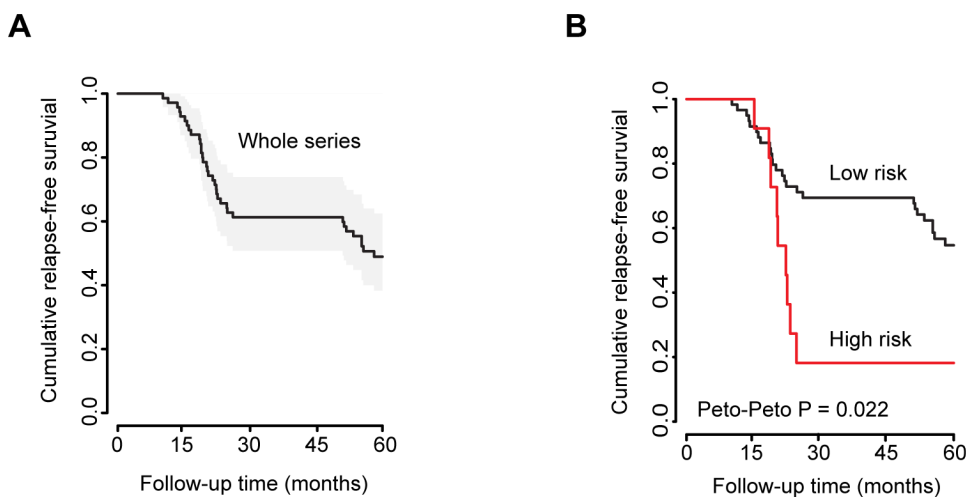 A
Cumulative relapse-free suruvial
1.0
0.8
0.6
0.4
0.2
0.0
Whole series
0 15 30 45 60
Follow-up time (months)
B
Cumulative relapse-free suruvial
1.0
0.8
0.6
0.4
0.2
0.0
Low risk
High risk
Peto-Peto P = 0.022
0 15 30 45 60
Follow-up time (months)